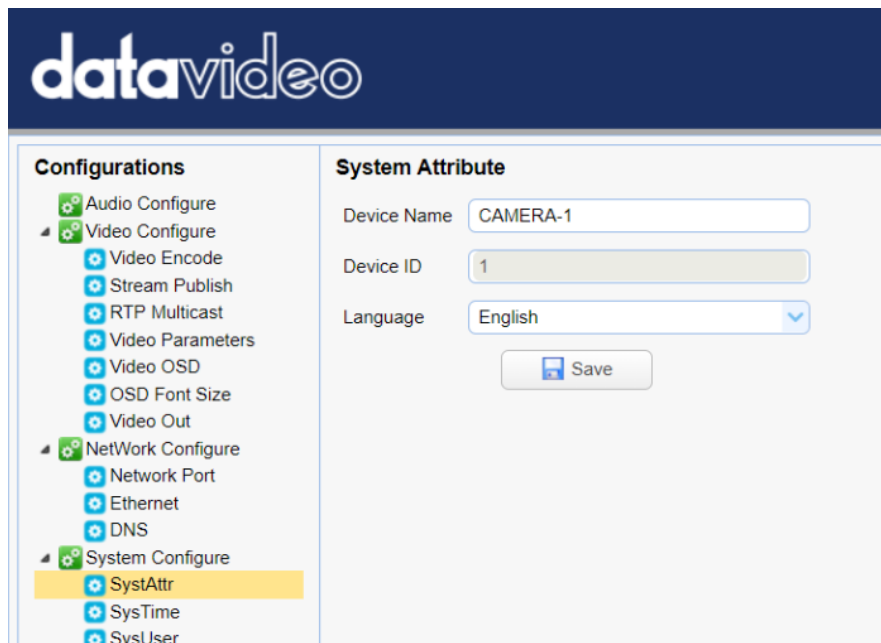 datavideo
Configurations
Audio Configure
Video Configure
Video Encode
Stream Publish
RTP Multicast
Video Parameters
Video OSD
OSD Font Size
Video Out
NetWork Configure
Network Port
Ethernet
DNS
System Configure
SystAttr
SysTime
SysUser
System Attribute
Device Name CAMERA-1
Device ID 1
Language English
Save